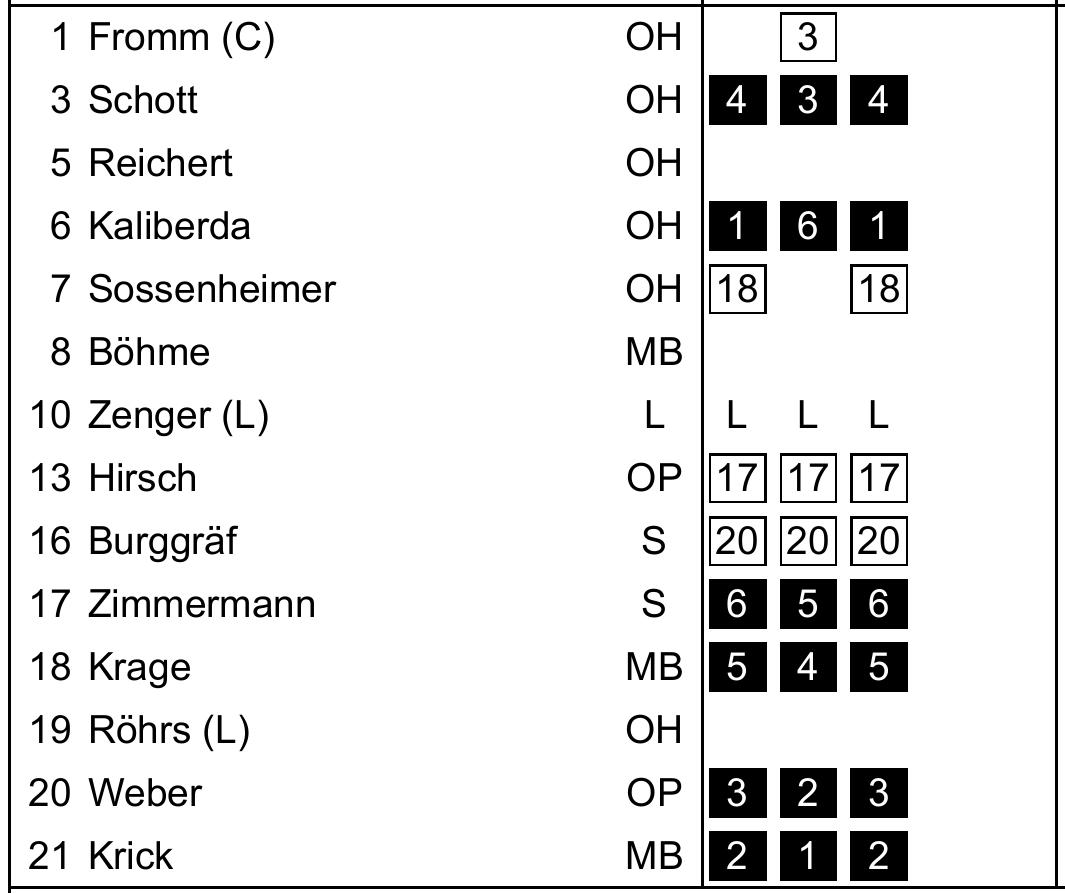 1 Fromm (C) OH 3
3 Schott OH 4 3 4
5 Reichert OH
6 Kaliberda OH 1 6 1
7 Sossenheimer OH 18 18
8 Böhme MB
10 Zenger (L) L L L L
13 Hirsch OP 17 17 17
16 Burggräf S 20 20 20
17 Zimmermann S 6 5 6
18 Krage MB 5 4 5
19 Röhrs (L) OH
20 Weber OP 3 2 3
21 Krick MB 2 1 2